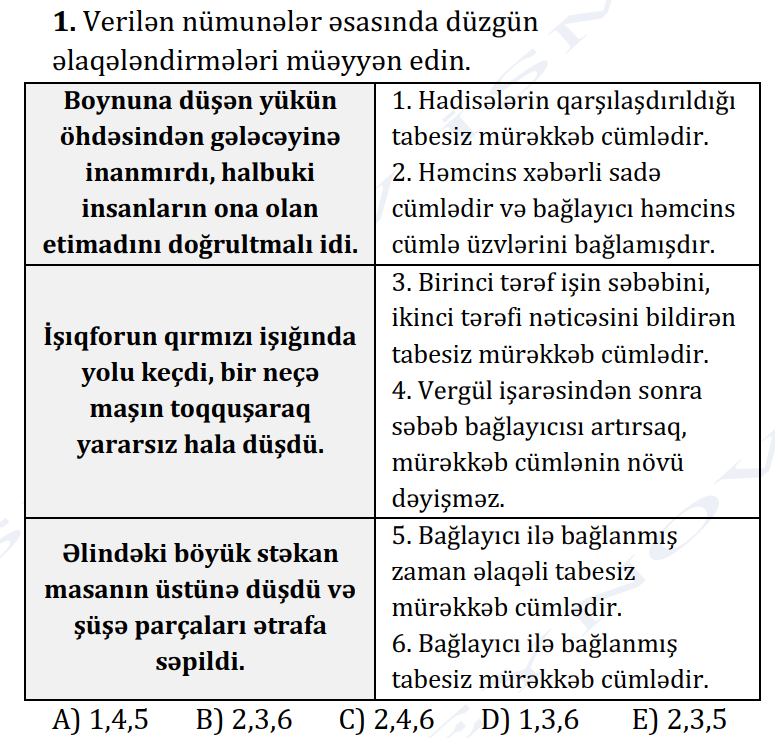 1. Verilən nümunələr əsasında düzgün
əlaqələndirmələri müəyyən edin.
Boynuna düşən yükün
öhdəsindən gələcəyinə
inanmırdı, halbuki
insanların ona olan
etimadını doğrultmalı idi.
1. Hadisələrin qarşılaşdırıldığı
tabesiz mürəkkəb cümlədir.
2. Həmcins xəbərli sadə
cümlədir və bağlayıcı həmcins
cümlə üzvlərini bağlamışdır.
İşıqforun qırmızı işığında
yolu keçdi, bir neçə
maşın toqquşaraq
yararsız hala düşdü.
3. Birinci tərəf işin səbəbini,
ikinci tərəfi nəticəsini bildirən
tabesiz mürəkkəb cümlədir.
4. Vergül işarəsindən sonra
səbəb bağlayıcısı artırsaq,
mürəkkəb cümlənin növü
dəyişməz.
Əlindəki böyük stəkan
masanın üstünə düşdü və
şüşə parçaları ətrafa
səpildi.
5. Bağlayıcı ilə bağlanmış
zaman əlaqəli tabesiz
mürəkkəb cümlədir.
6. Bağlayıcı ilə bağlanmış
tabesiz mürəkkəb cümlədir.
A) 1,4,5 B) 2,3,6 C) 2,4,6 D) 1,3,6 E) 2,3,5